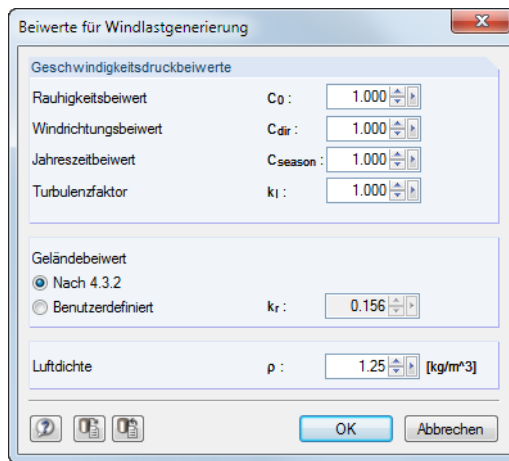 Beiwerte für Windlastgenerierung
Geschwindigkeitsdruckbeiwerte
Rauhigkeitsbeiwert C0 : 1.000
Windrichtungsbeiwert Cdir : 1.000
Jahreszeitbeiwert Cseason : 1.000
Turbulenzfaktor kI : 1.000
Geländebeiwert
Nach 4.3.2
Benutzerdefiniert kr : 0.156
Luftdichte ρ : 1.25 [kg/m^3]
OK Abbrechen